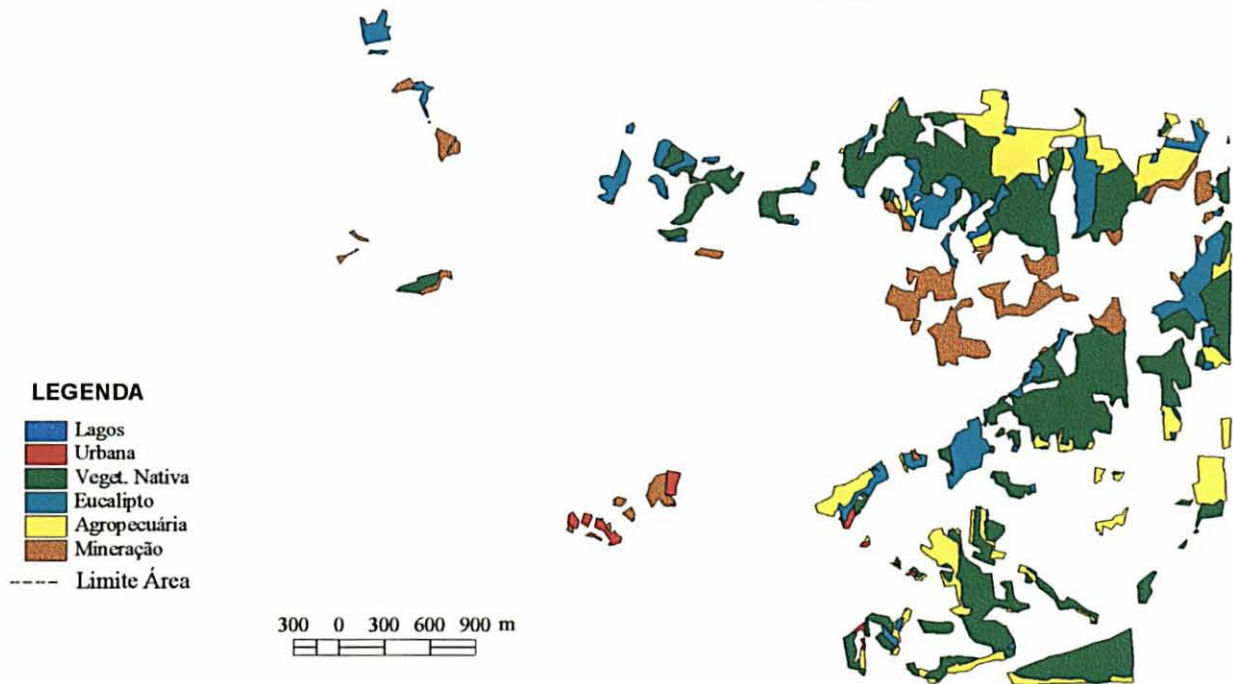 LEGENDA
Lagos
Urbana
Veget. Nativa
Eucalipto
Agropecuária
Mineração
Limite Área
300 0 300 600 900 m